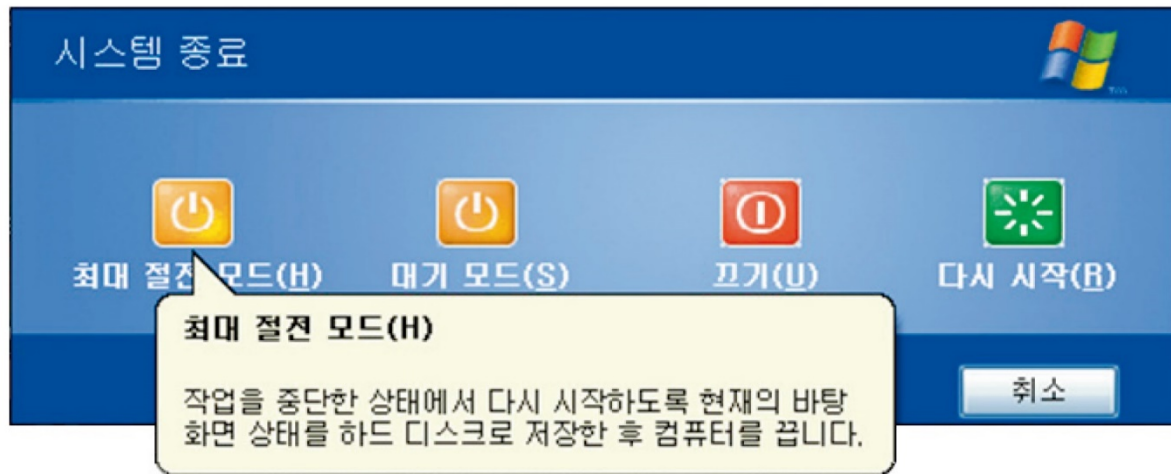 시스템 종료
최대 절전 모드(H)
대기 모드(S)
끄기(U)
다시 시작(R)
최대 절전 모드(H)
작업을 중단한 상태에서 다시 시작하도록 현재의 바탕
화면 상태를 하드 디스크로 저장한 후 컴퓨터를 끕니다.
취소